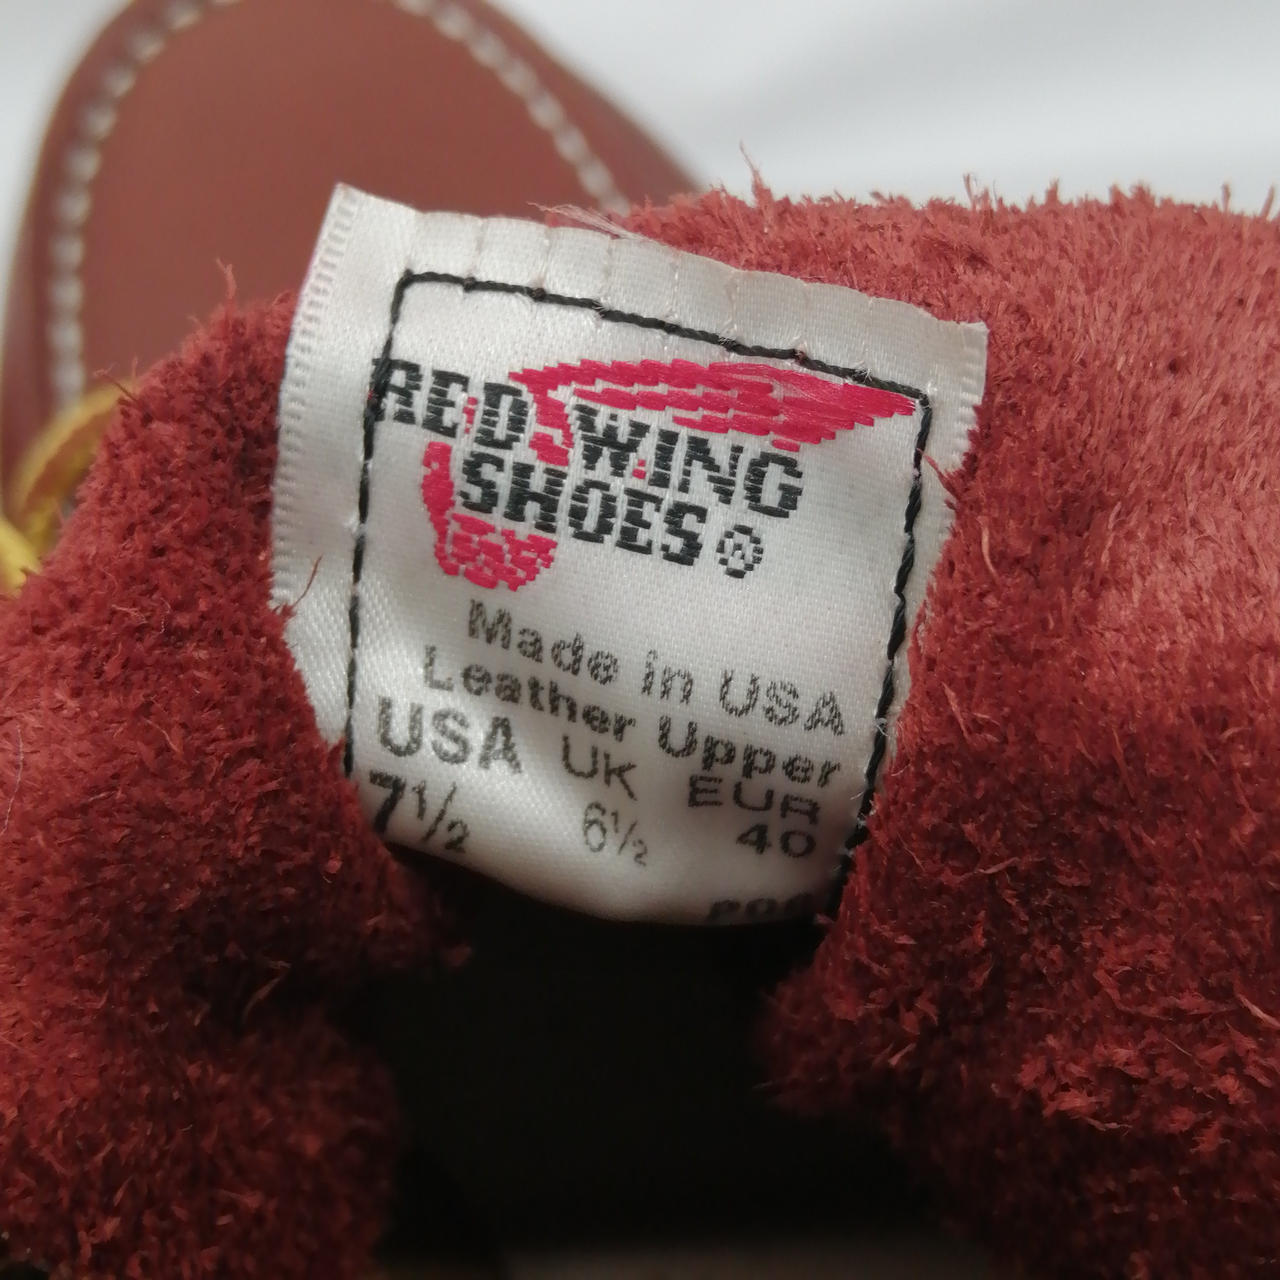 RED WING
SHOES®
Made in USA
Leather Upper
USA UK EUR
7½ 6½ 40